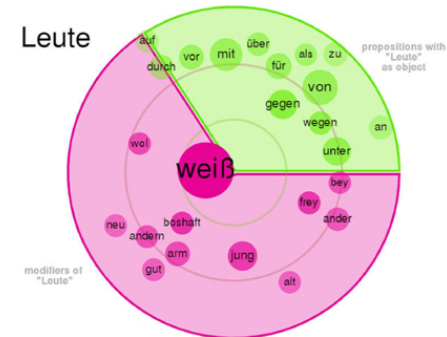 Leute
auf
durch
vor
mit
über
für
als
zu
prepositions with
"Leute"
as object
von
gegen
wegen
an
unter
wol
weiß
bey
frey
ander
neu
boshaft
andern
arm
gut
jung
alt
modifiers of
"Leute"